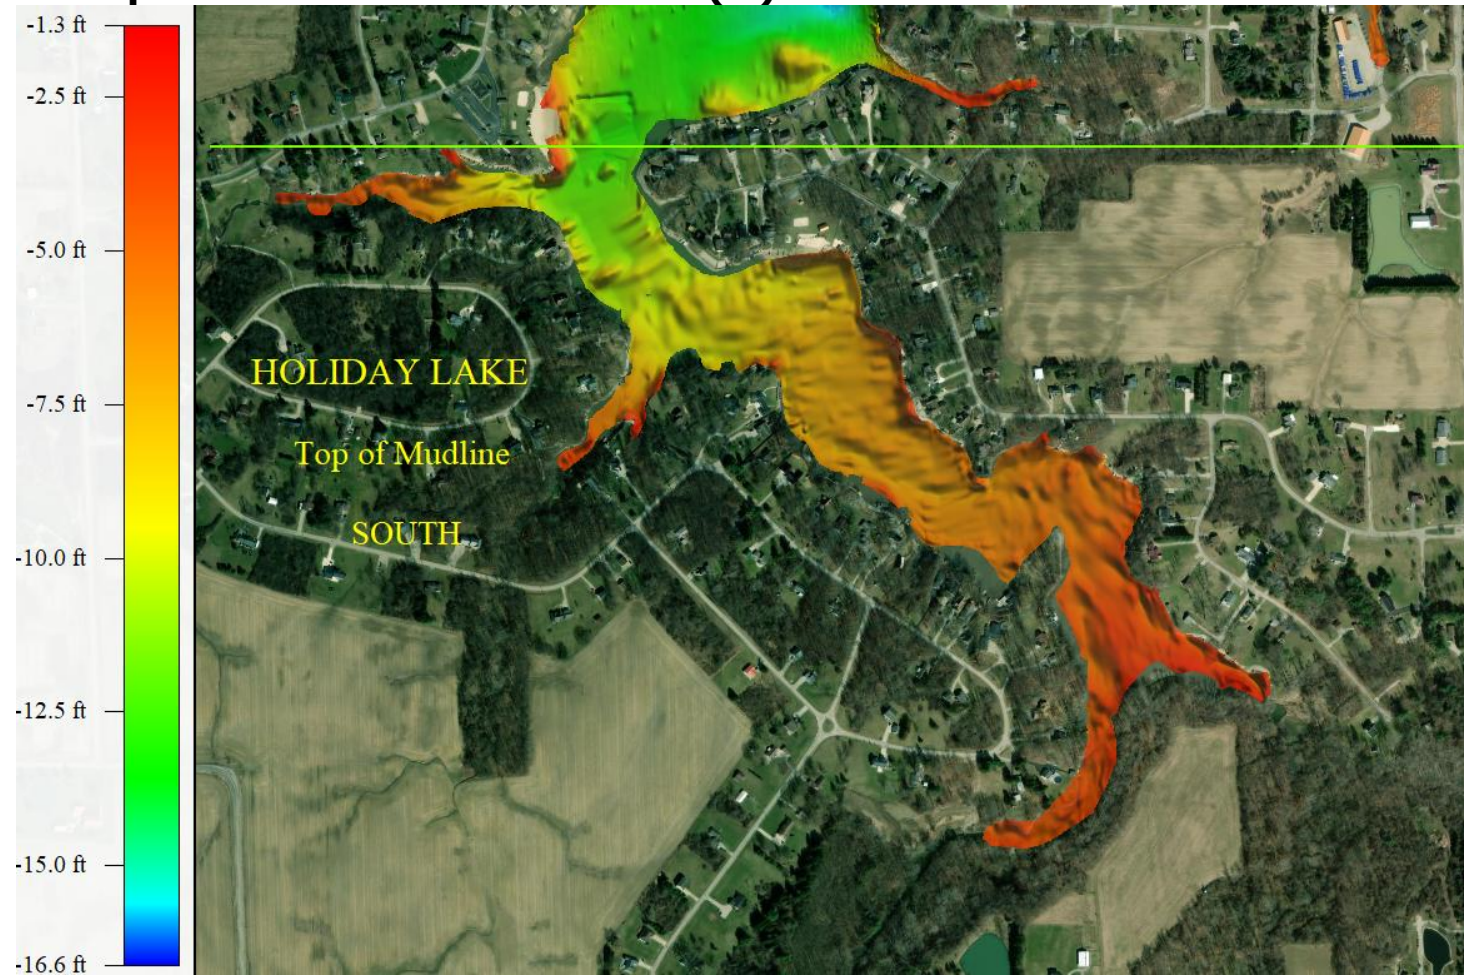 -1.3 ft
-2.5 ft
-5.0 ft
-7.5 ft
-10.0 ft
-12.5 ft
-15.0 ft
-16.6 ft
HOLIDAY LAKE
Top of Mudline
SOUTH